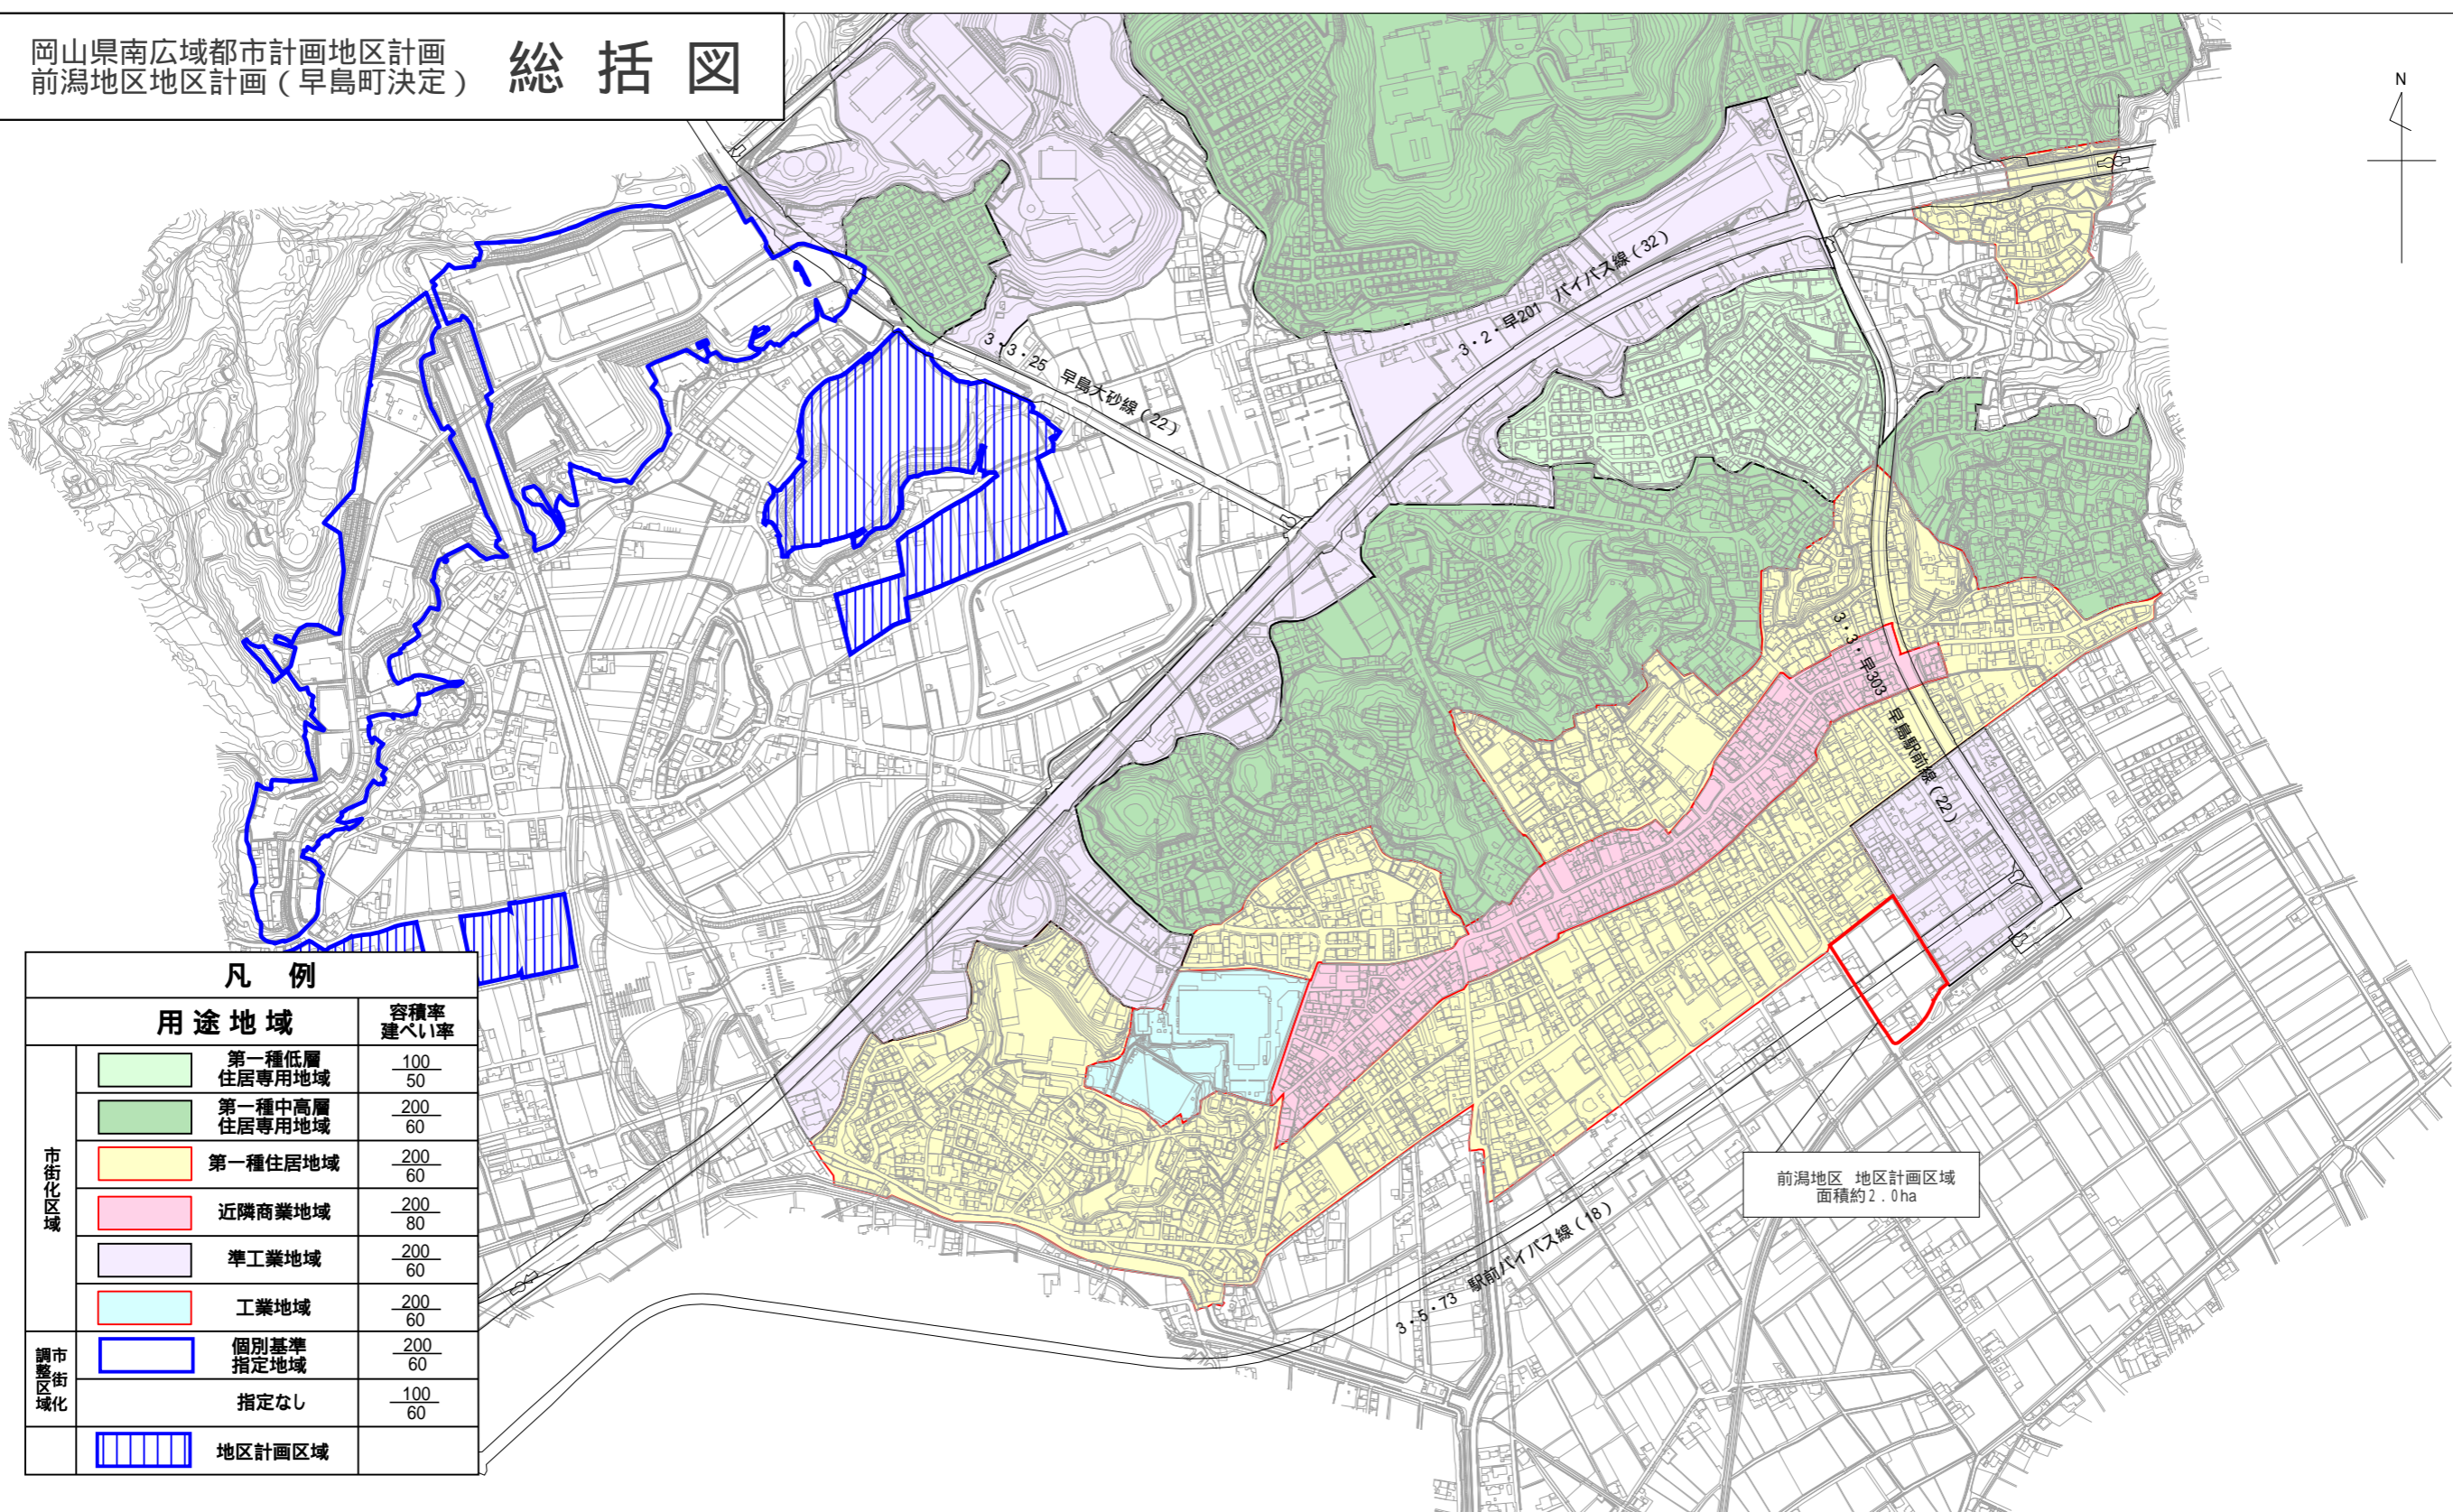 岡山県南広域都市計画地区計画
前潟地区地区計画（早島町決定）
総括図
N
3・2・早201　バイパス線（32）
3・3・25　早島大砂線（22）
3・3・早303　早島駅前線（22）
3・5・73　駅前バイパス線（18）
前潟地区　地区計画区域
面積約2．0ha
凡　例
用途地域
容積率
建ぺい率
市街化区域
第一種低層
住居専用地域
100
50
第一種中高層
住居専用地域
200
60
第一種住居地域
200
60
近隣商業地域
200
80
準工業地域
200
60
工業地域
200
60
市街化
調整区域
個別基準
指定地域
200
60
指定なし
100
60
地区計画区域